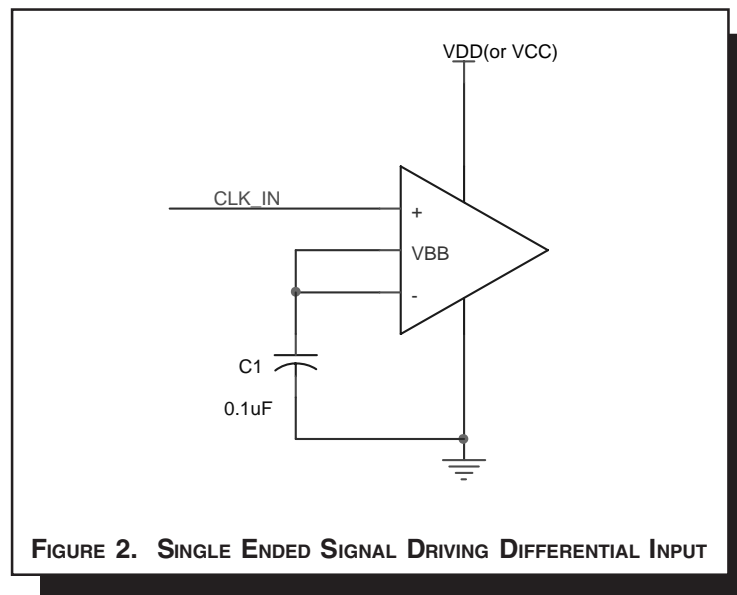 VDD(or VCC)
CLK_IN
+
VBB
-
C1
0.1uF
FIGURE 2. SINGLE ENDED SIGNAL DRIVING DIFFERENTIAL INPUT